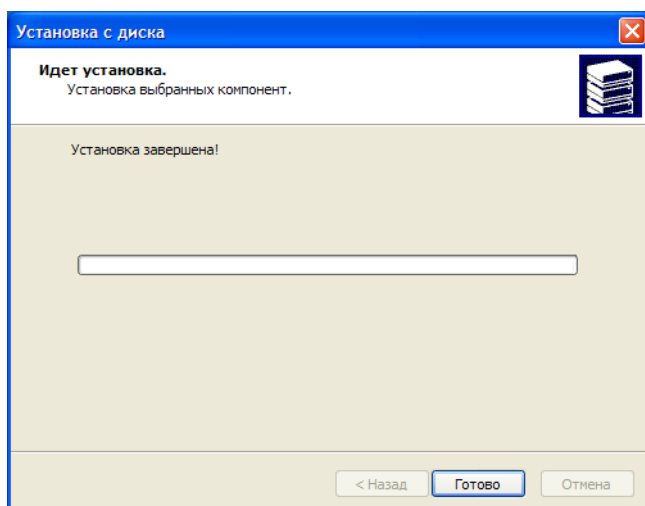 Установка с диска
Идет установка.
Установка выбранных компонент.
Установка завершена!
< Назад
Готово
Отмена